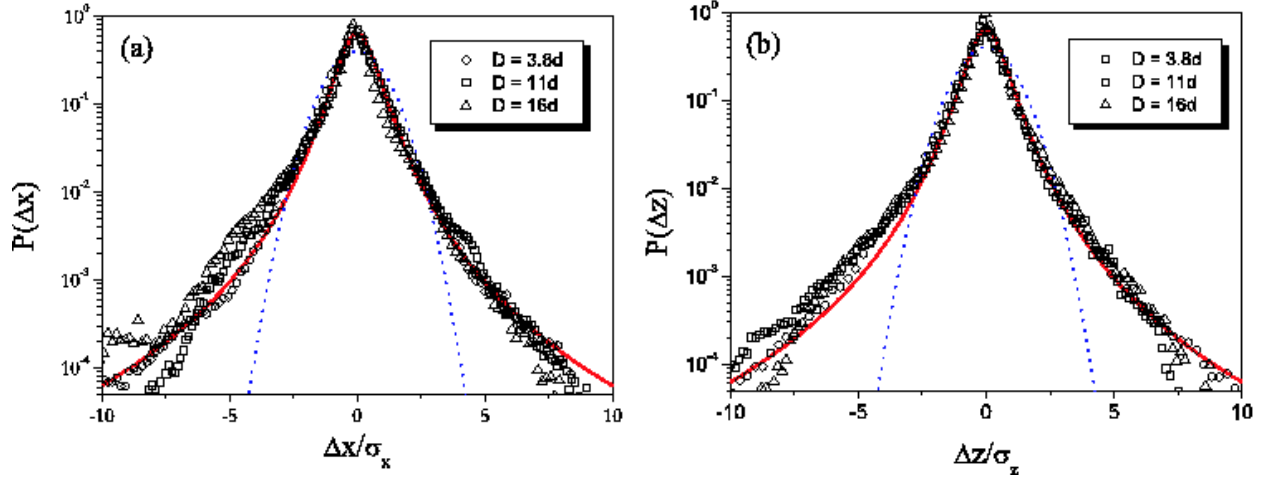 (a)
D = 3.8d
D = 11d
D = 16d
P(Δx)
10⁰
10⁻¹
10⁻²
10⁻³
10⁻⁴
-10 -5 0 5 10
Δx/σₓ
(b)
D = 3.8d
D = 11d
D = 16d
P(Δz)
10⁰
10⁻¹
10⁻²
10⁻³
10⁻⁴
-10 -5 0 5 10
Δz/σ_z